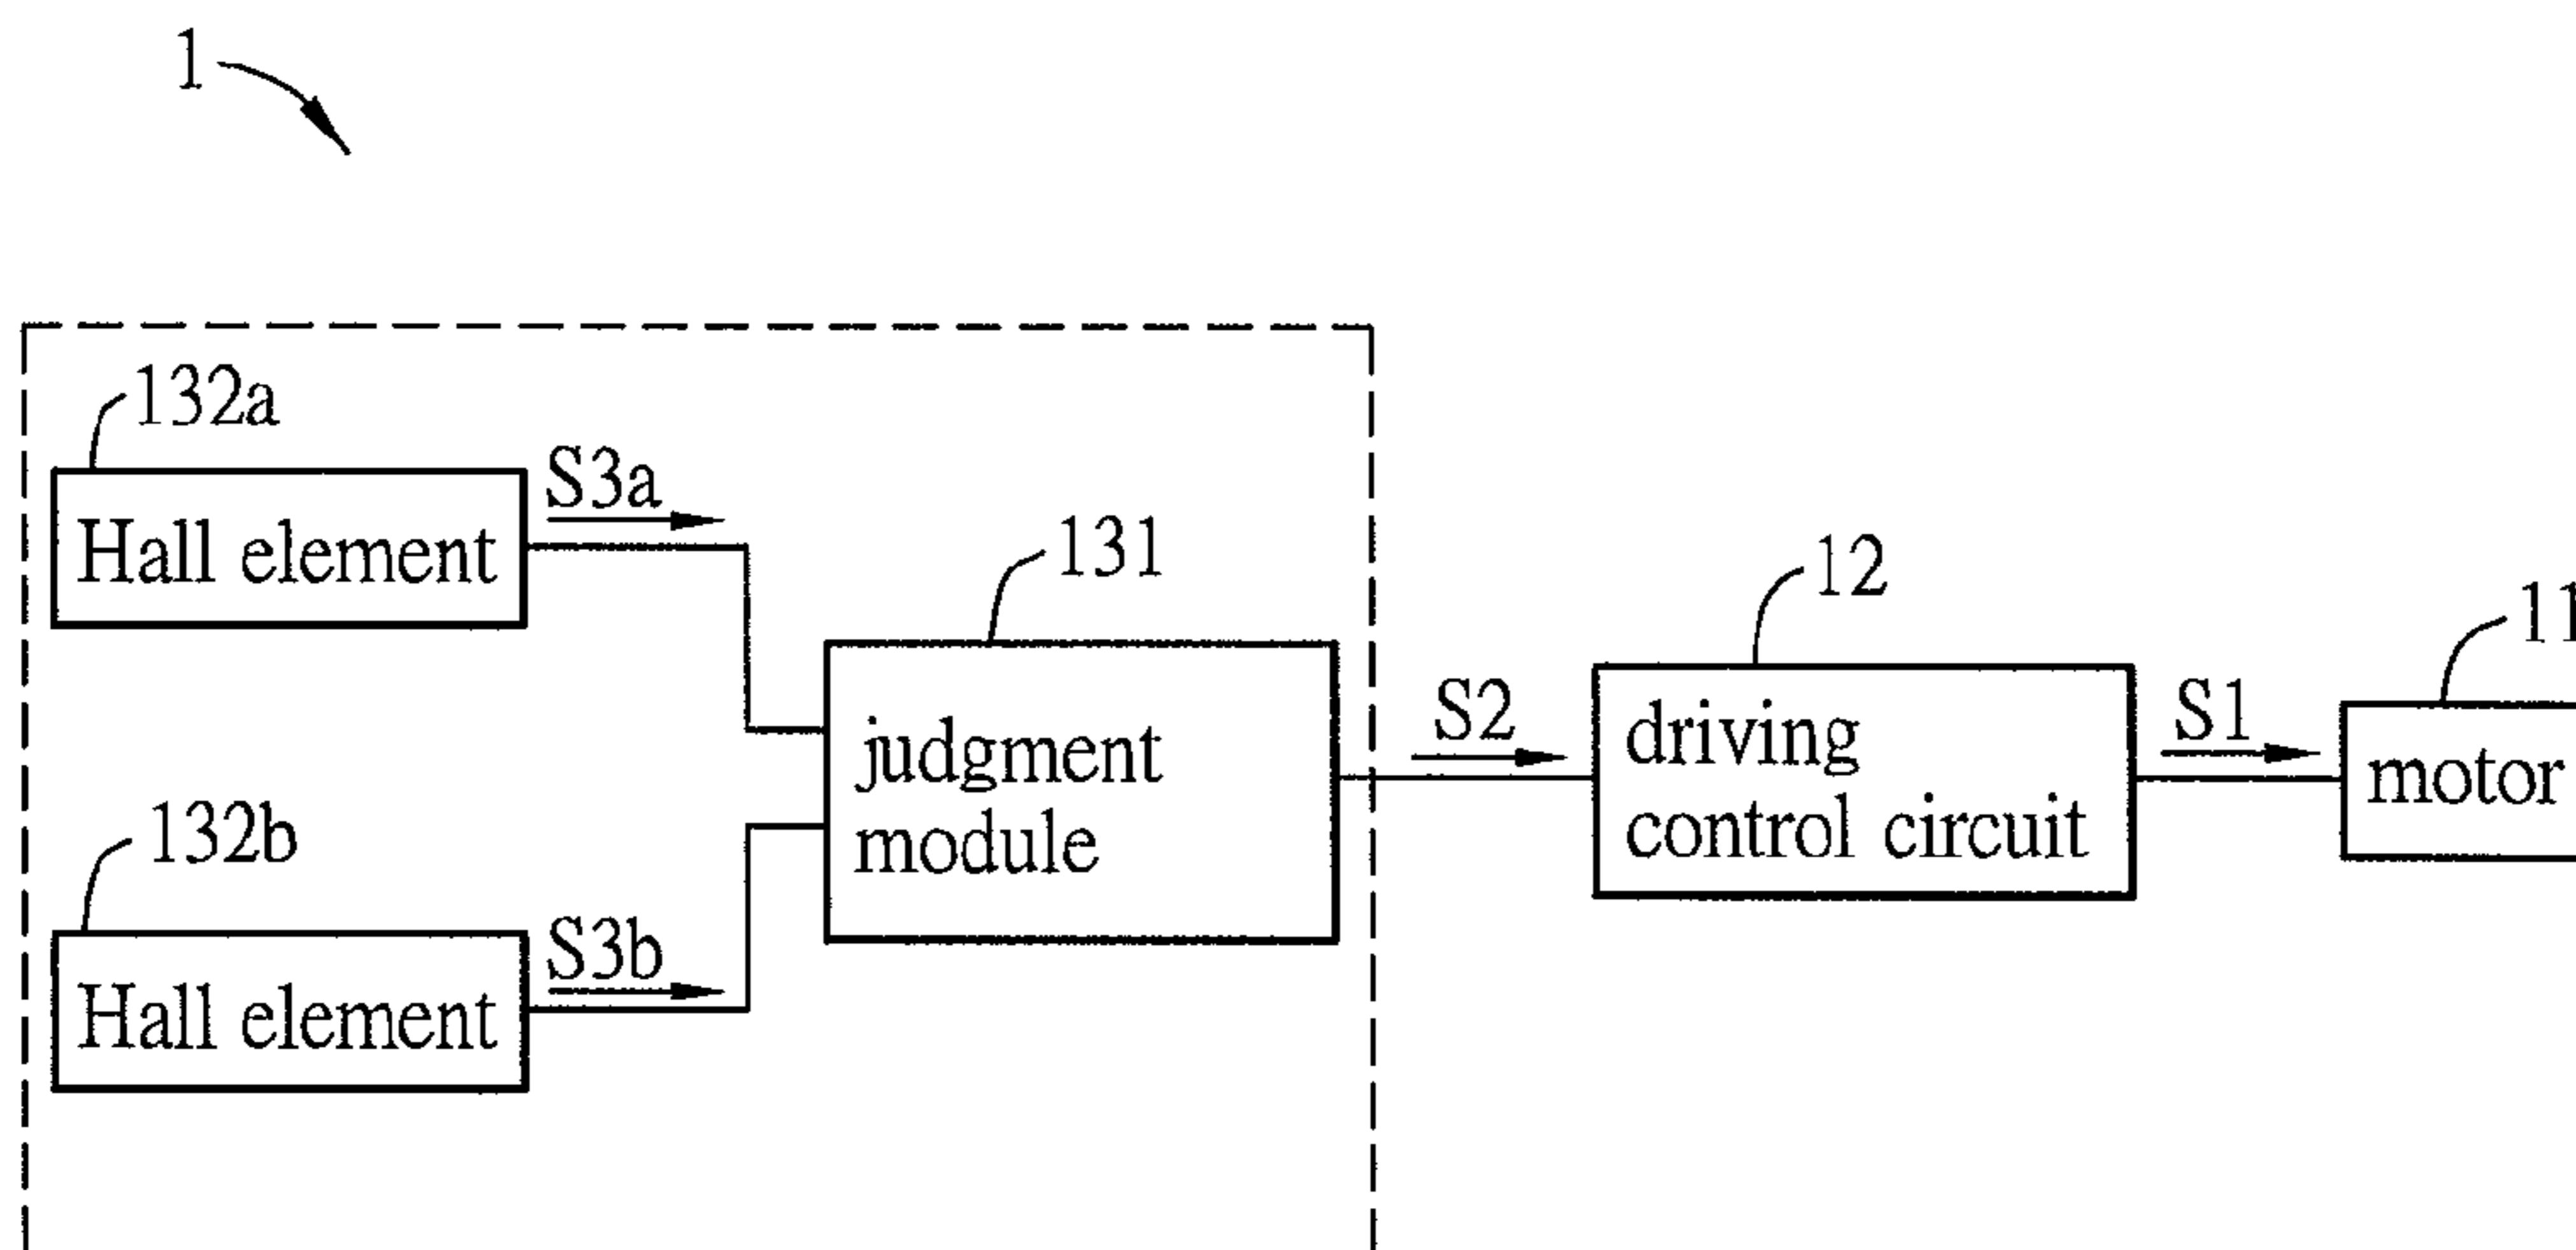 1
132a
Hall element
S3a
131
judgment
module
132b
Hall element
S3b
S2
12
driving
control circuit
S1
11
motor